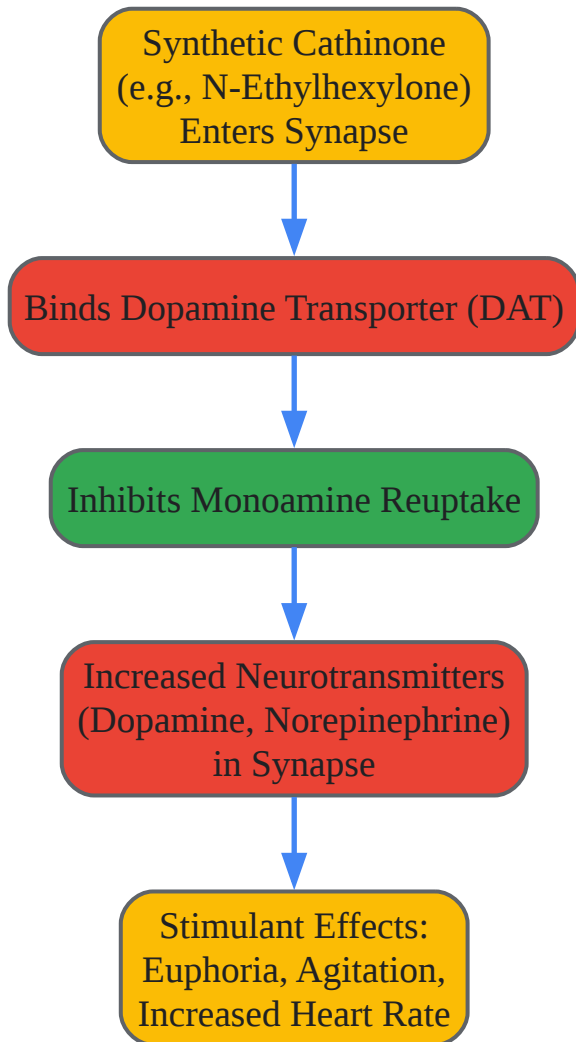 Synthetic Cathinone
(e.g., N-Ethylhexylone)
Enters Synapse
Binds Dopamine Transporter (DAT)
Inhibits Monoamine Reuptake
Increased Neurotransmitters
(Dopamine, Norepinephrine)
in Synapse
Stimulant Effects:
Euphoria, Agitation,
Increased Heart Rate